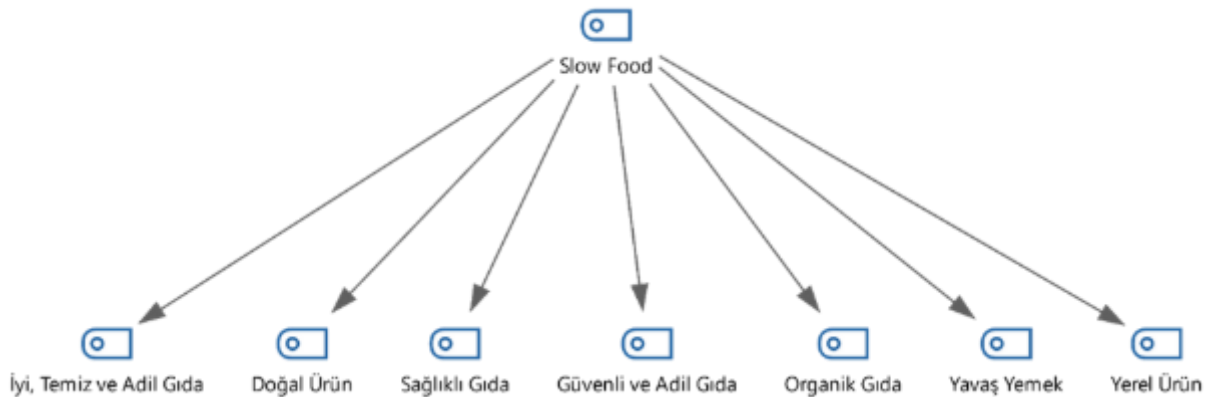 Slow Food
İyi, Temiz ve Adil Gıda
Doğal Ürün
Sağlıklı Gıda
Güvenli ve Adil Gıda
Organik Gıda
Yavaş Yemek
Yerel Ürün